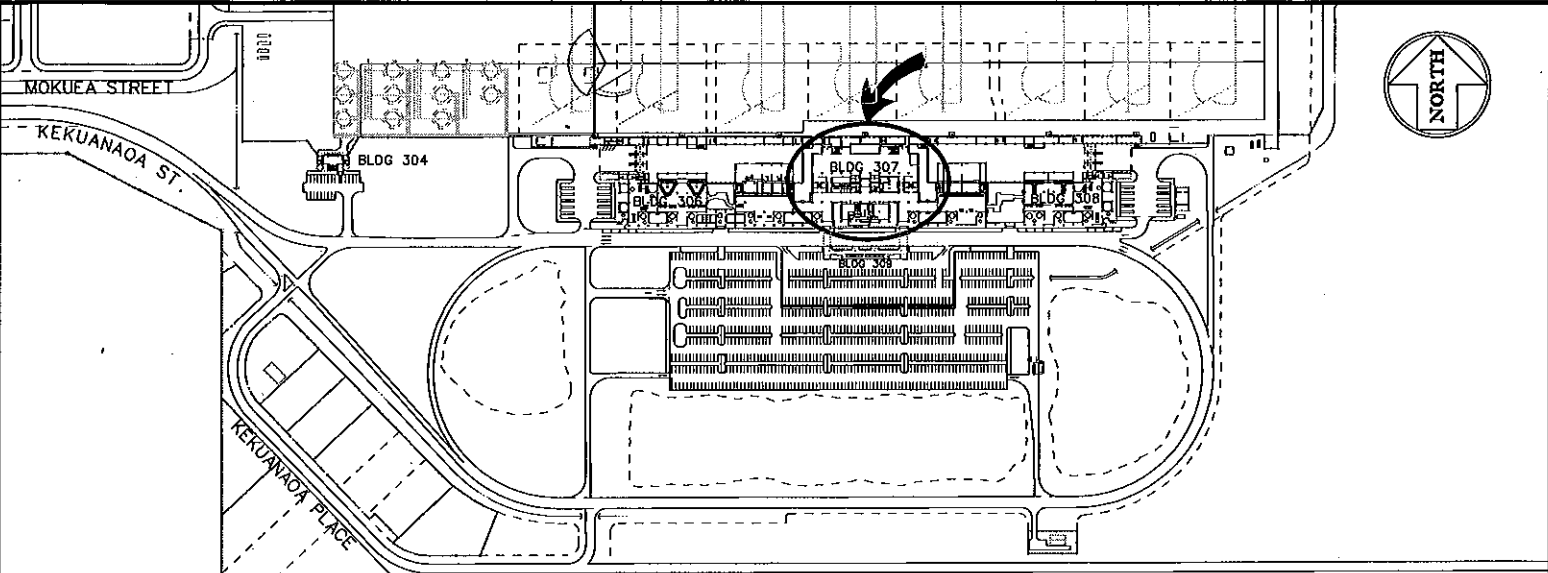 MOKUEA STREET
NORTH
KEKUANAOA ST.
BLDG 304
BLDG 307
BLDG 306
BLDG 308
BLDG 309
KEKUANAOA PLACE